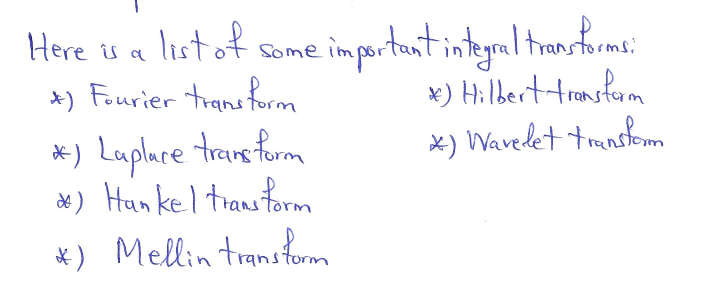 Here is a list of some important integral transforms:
*) Fourier transform
*) Laplace transform
*) Hankel transform
*) Mellin transform
*) Hilbert transform
*) Wavelet transform